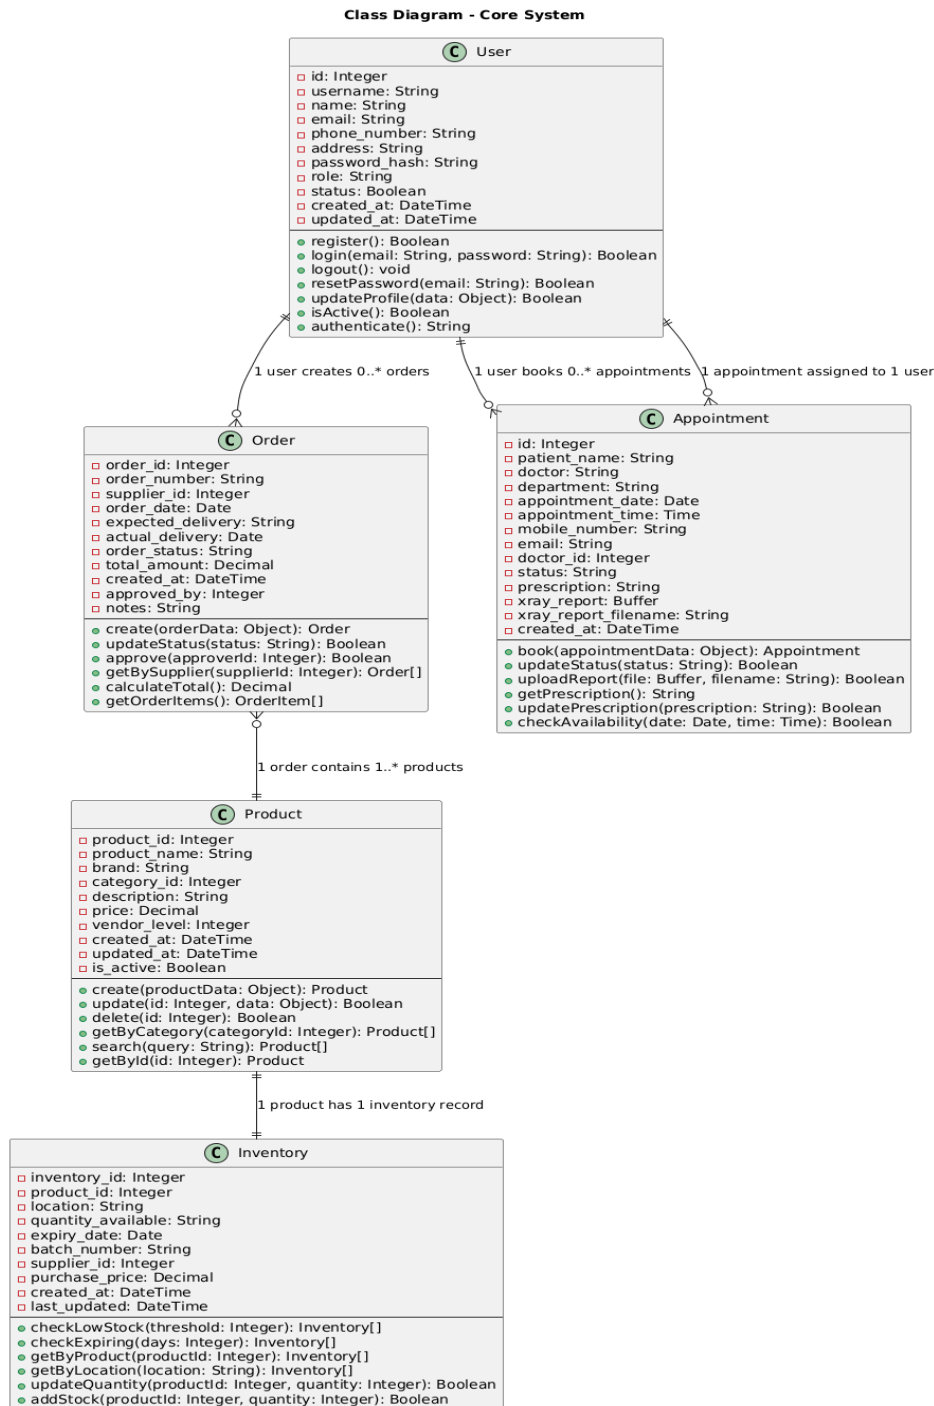 Class Diagram - Core System
C User
id: Integer
username: String
name: String
email: String
phone_number: String
address: String
password_hash: String
role: String
status: Boolean
created_at: DateTime
updated_at: DateTime
register(): Boolean
login(email: String, password: String): Boolean
logout(): void
resetPassword(email: String): Boolean
updateProfile(data: Object): Boolean
isActive(): Boolean
authenticate(): String
1 user creates 0..* orders
1 user books 0..* appointments
1 appointment assigned to 1 user
C Order
order_id: Integer
order_number: String
supplier_id: Integer
order_date: Date
expected_delivery: String
actual_delivery: Date
order_status: String
total_amount: Decimal
created_at: DateTime
approved_by: Integer
notes: String
create(orderData: Object): Order
updateStatus(status: String): Boolean
approve(approverId: Integer): Boolean
getBySupplier(supplierId: Integer): Order[]
calculateTotal(): Decimal
getOrderItems(): OrderItem[]
C Appointment
id: Integer
patient_name: String
doctor: String
department: String
appointment_date: Date
appointment_time: Time
mobile_number: String
email: String
doctor_id: Integer
status: String
prescription: String
xray_report: Buffer
xray_report_filename: String
created_at: DateTime
book(appointmentData: Object): Appointment
updateStatus(status: String): Boolean
uploadReport(file: Buffer, filename: String): Boolean
getPrescription(): String
updatePrescription(prescription: String): Boolean
checkAvailability(date: Date, time: Time): Boolean
1 order contains 1..* products
C Product
product_id: Integer
product_name: String
brand: String
category_id: Integer
description: String
price: Decimal
vendor_level: Integer
created_at: DateTime
updated_at: DateTime
is_active: Boolean
create(productData: Object): Product
update(id: Integer, data: Object): Boolean
delete(id: Integer): Boolean
getByCategory(categoryId: Integer): Product[]
search(query: String): Product[]
getById(id: Integer): Product
1 product has 1 inventory record
C Inventory
inventory_id: Integer
product_id: Integer
location: String
quantity_available: String
expiry_date: Date
batch_number: String
supplier_id: Integer
purchase_price: Decimal
created_at: DateTime
last_updated: DateTime
checkLowStock(threshold: Integer): Inventory[]
checkExpiring(days: Integer): Inventory[]
getByProduct(productId: Integer): Inventory[]
getByLocation(location: String): Inventory[]
updateQuantity(productId: Integer, quantity: Integer): Boolean
addStock(productId: Integer, quantity: Integer): Boolean